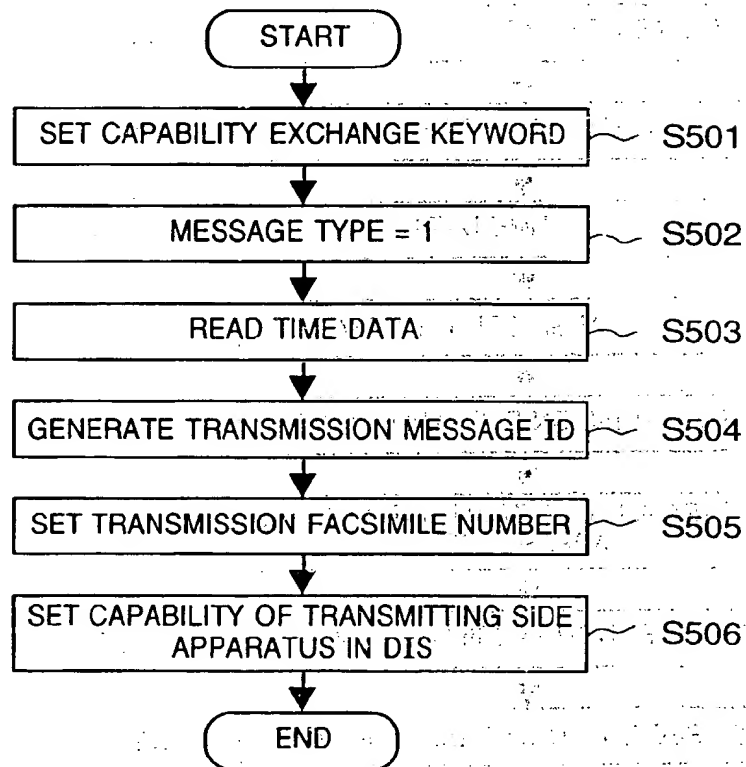 START
SET CAPABILITY EXCHANGE KEYWORD
S501
MESSAGE TYPE = 1
S502
READ TIME DATA
S503
GENERATE TRANSMISSION MESSAGE ID
S504
SET TRANSMISSION FACSIMILE NUMBER
S505
SET CAPABILITY OF TRANSMITTING SIDE
APPARATUS IN DIS
S506
END